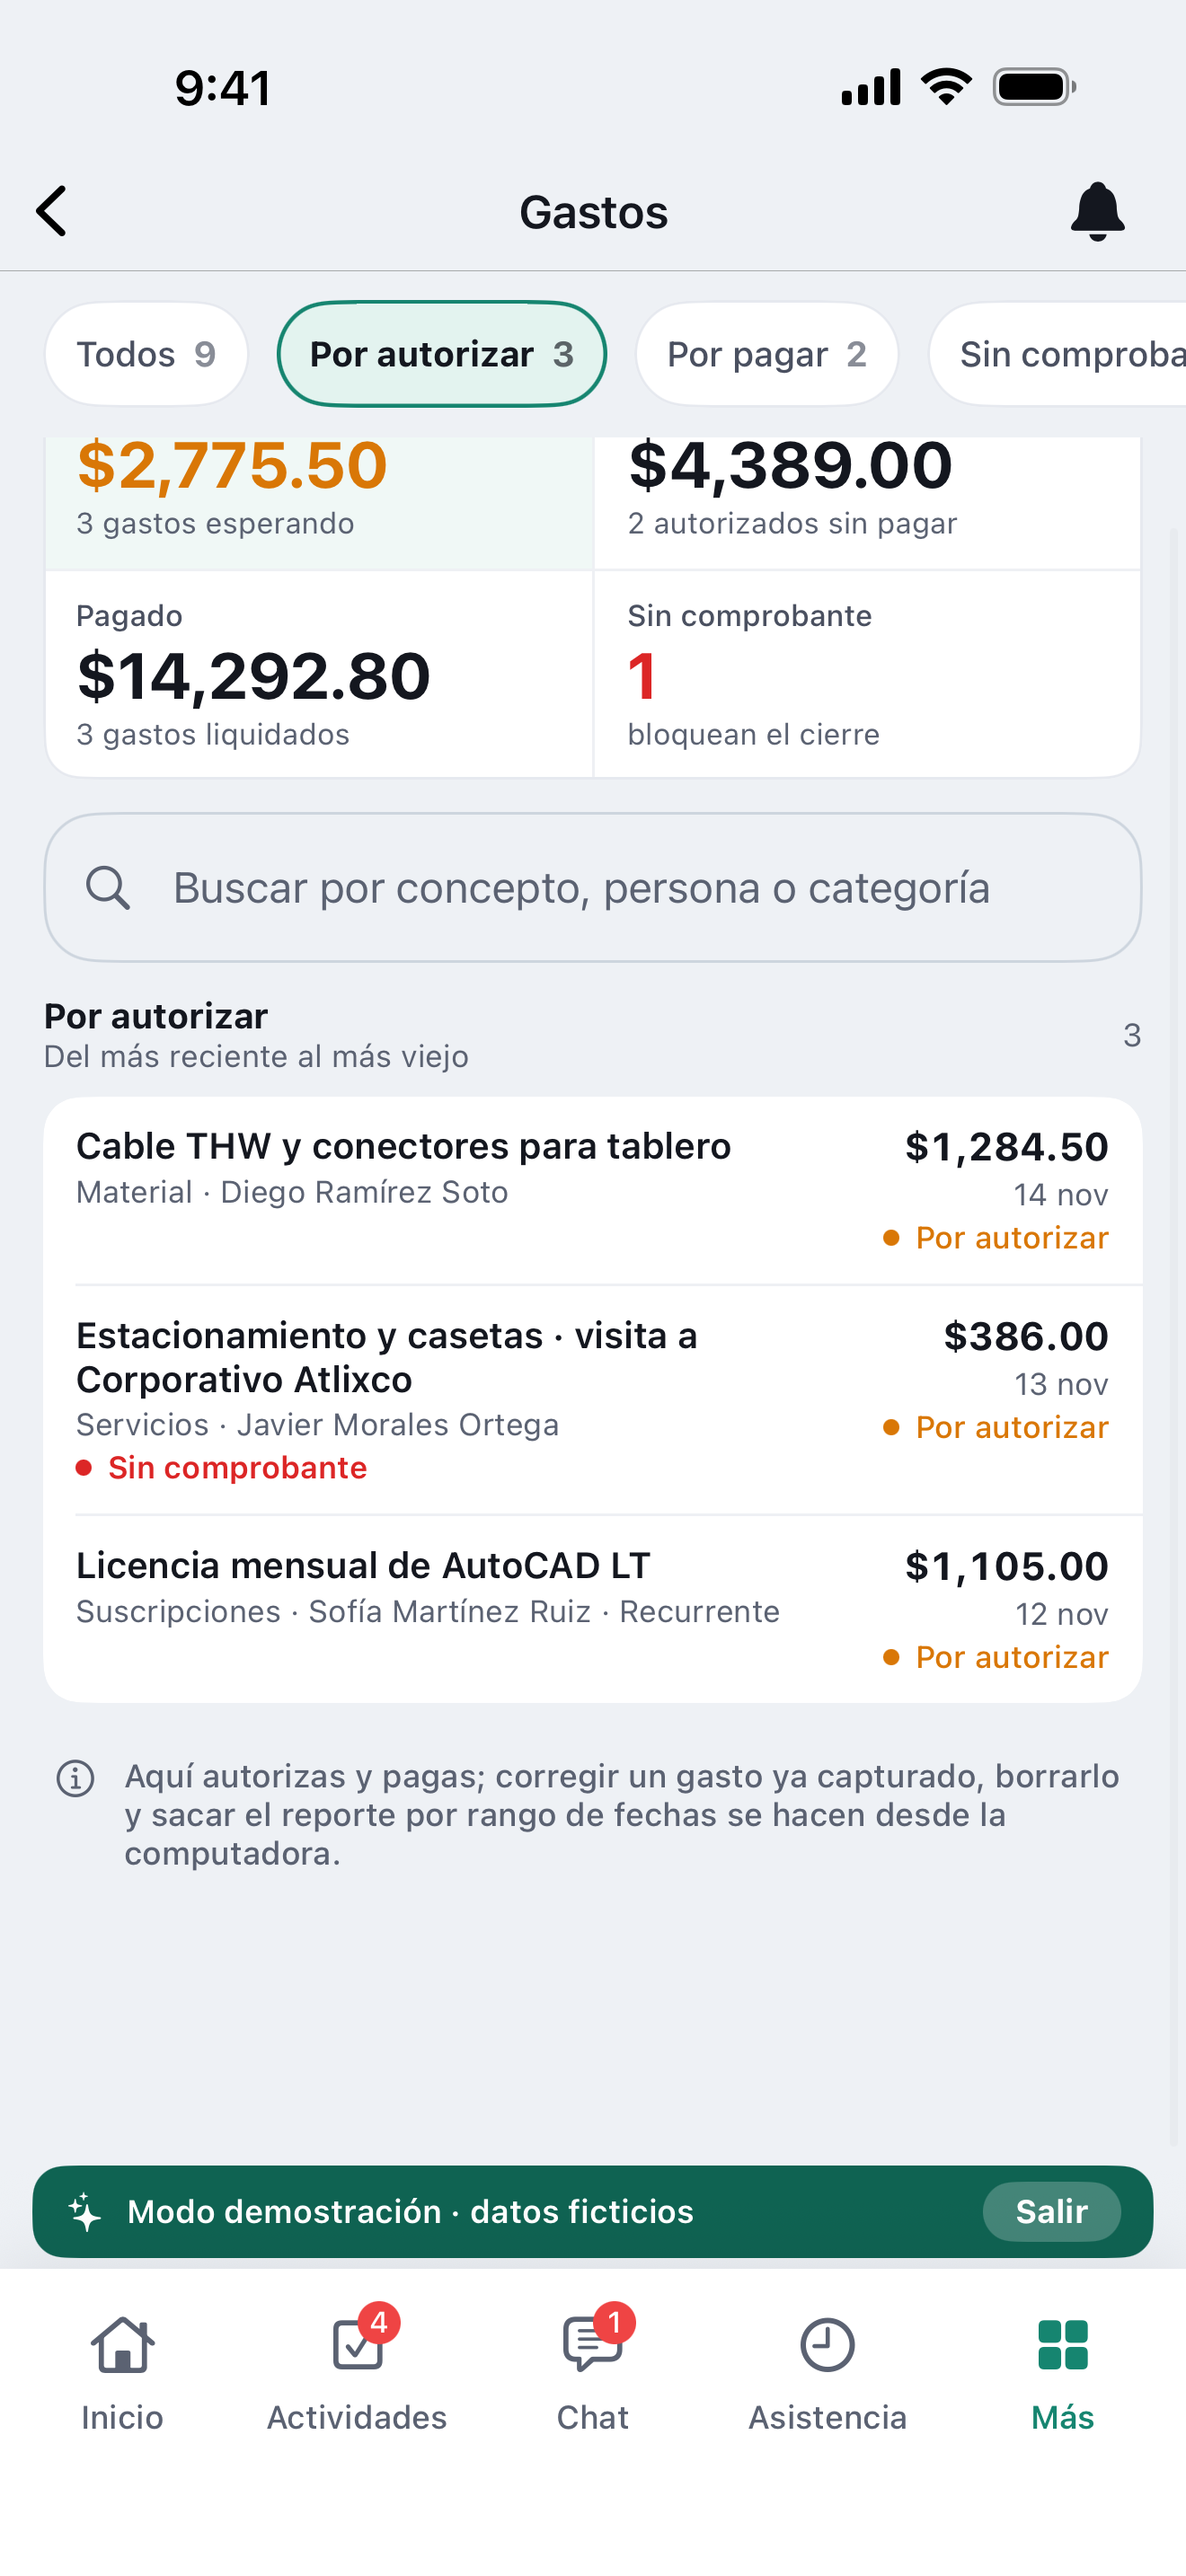 9:41
Gastos
Todos 9
Por autorizar 3
Por pagar 2
Sin comproba
$2,775.50
3 gastos esperando
$4,389.00
2 autorizados sin pagar
Pagado
$14,292.80
3 gastos liquidados
Sin comprobante
1
bloquean el cierre
Buscar por concepto, persona o categoría
Por autorizar
Del más reciente al más viejo
3
Cable THW y conectores para tablero
Material · Diego Ramírez Soto
$1,284.50
14 nov
Por autorizar
Estacionamiento y casetas · visita a
Corporativo Atlixco
Servicios · Javier Morales Ortega
Sin comprobante
$386.00
13 nov
Por autorizar
Licencia mensual de AutoCAD LT
Suscripciones · Sofía Martínez Ruiz · Recurrente
$1,105.00
12 nov
Por autorizar
Aquí autorizas y pagas; corregir un gasto ya capturado, borrarlo
y sacar el reporte por rango de fechas se hacen desde la
computadora.
Modo demostración · datos ficticios
Salir
4
1
Inicio
Actividades
Chat
Asistencia
Más